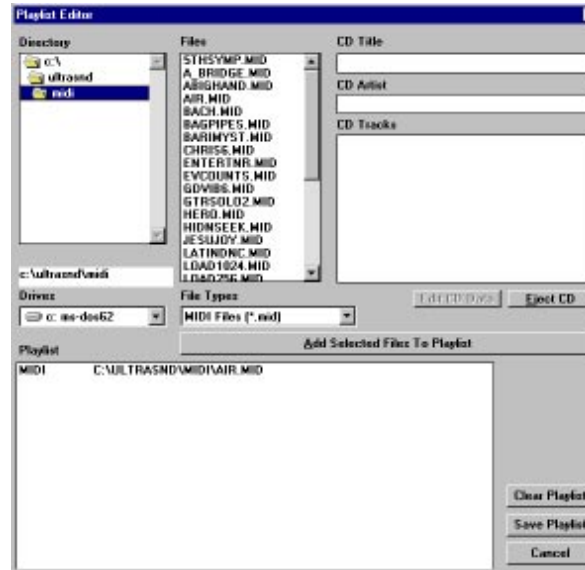 Playlist Editor
Directory
Files
CD Title
c:\
ultrasnd
midi
5THSYMP.MID
A_BRIDGE.MID
ABIGHAND.MID
AIR.MID
BACH.MID
BAGPIPES.MID
BARIMYST.MID
CHRIS6.MID
ENTERTNR.MID
EVCOUNTS.MID
GDVIBS.MID
GTRSOLO2.MID
HERO.MID
HIDNSEEK.MID
JESUJOY.MID
LATINDNC.MID
LOAD1024.MID
LOAD256.MID
CD Artist
CD Tracks
c:\ultrasnd\midi
Drives
File Types
Edit CD Data
Eject CD
c: ms-dos62
MIDI Files (*.mid)
Add Selected Files To Playlist
Playlist
MIDI C:\ULTRASND\MIDI\AIR.MID
Clear Playlist
Save Playlist
Cancel